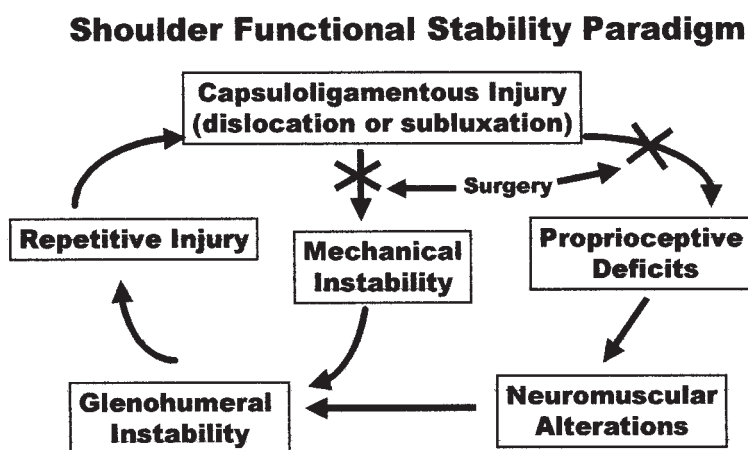 Shoulder Functional Stability Paradigm
Capsuloligamentous Injury
(dislocation or subluxation)
Surgery
Repetitive Injury
Mechanical
Instability
Proprioceptive
Deficits
Glenohumeral
Instability
Neuromuscular
Alterations